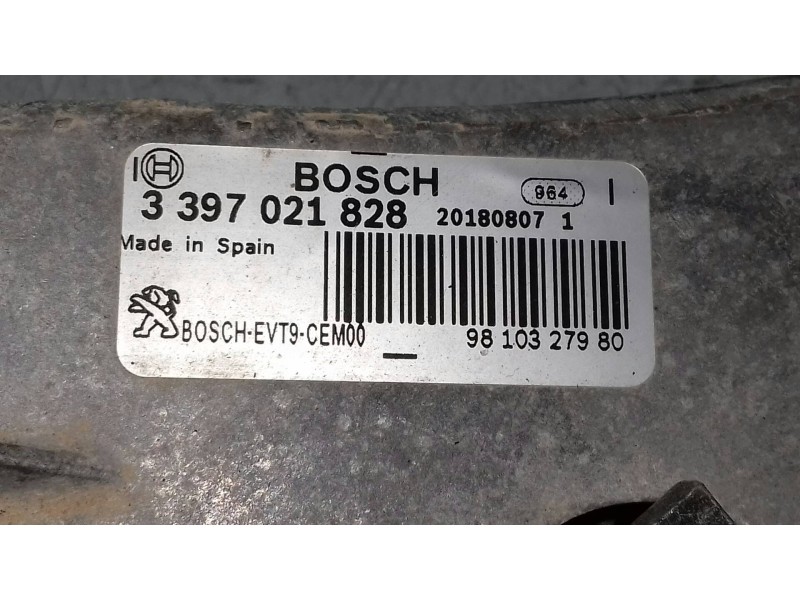 BOSCH 964
3 397 021 828 20180807 1
Made in Spain
BOSCH-EVT9-CEM00 98 103 279 80